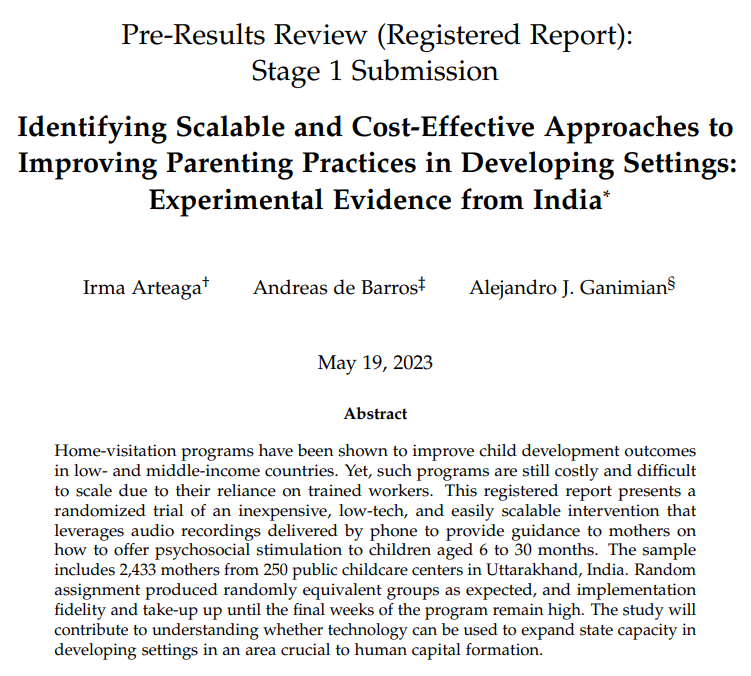 Pre-Results Review (Registered Report):
Stage 1 Submission
Identifying Scalable and Cost-Effective Approaches to
Improving Parenting Practices in Developing Settings:
Experimental Evidence from India*
Irma Arteaga† Andreas de Barros‡ Alejandro J. Ganimian§
May 19, 2023
Abstract
Home-visitation programs have been shown to improve child development outcomes
in low- and middle-income countries. Yet, such programs are still costly and difficult
to scale due to their reliance on trained workers. This registered report presents a
randomized trial of an inexpensive, low-tech, and easily scalable intervention that
leverages audio recordings delivered by phone to provide guidance to mothers on
how to offer psychosocial stimulation to children aged 6 to 30 months. The sample
includes 2,433 mothers from 250 public childcare centers in Uttarakhand, India. Random
assignment produced randomly equivalent groups as expected, and implementation
fidelity and take-up up until the final weeks of the program remain high. The study will
contribute to understanding whether technology can be used to expand state capacity in
developing settings in an area crucial to human capital formation.